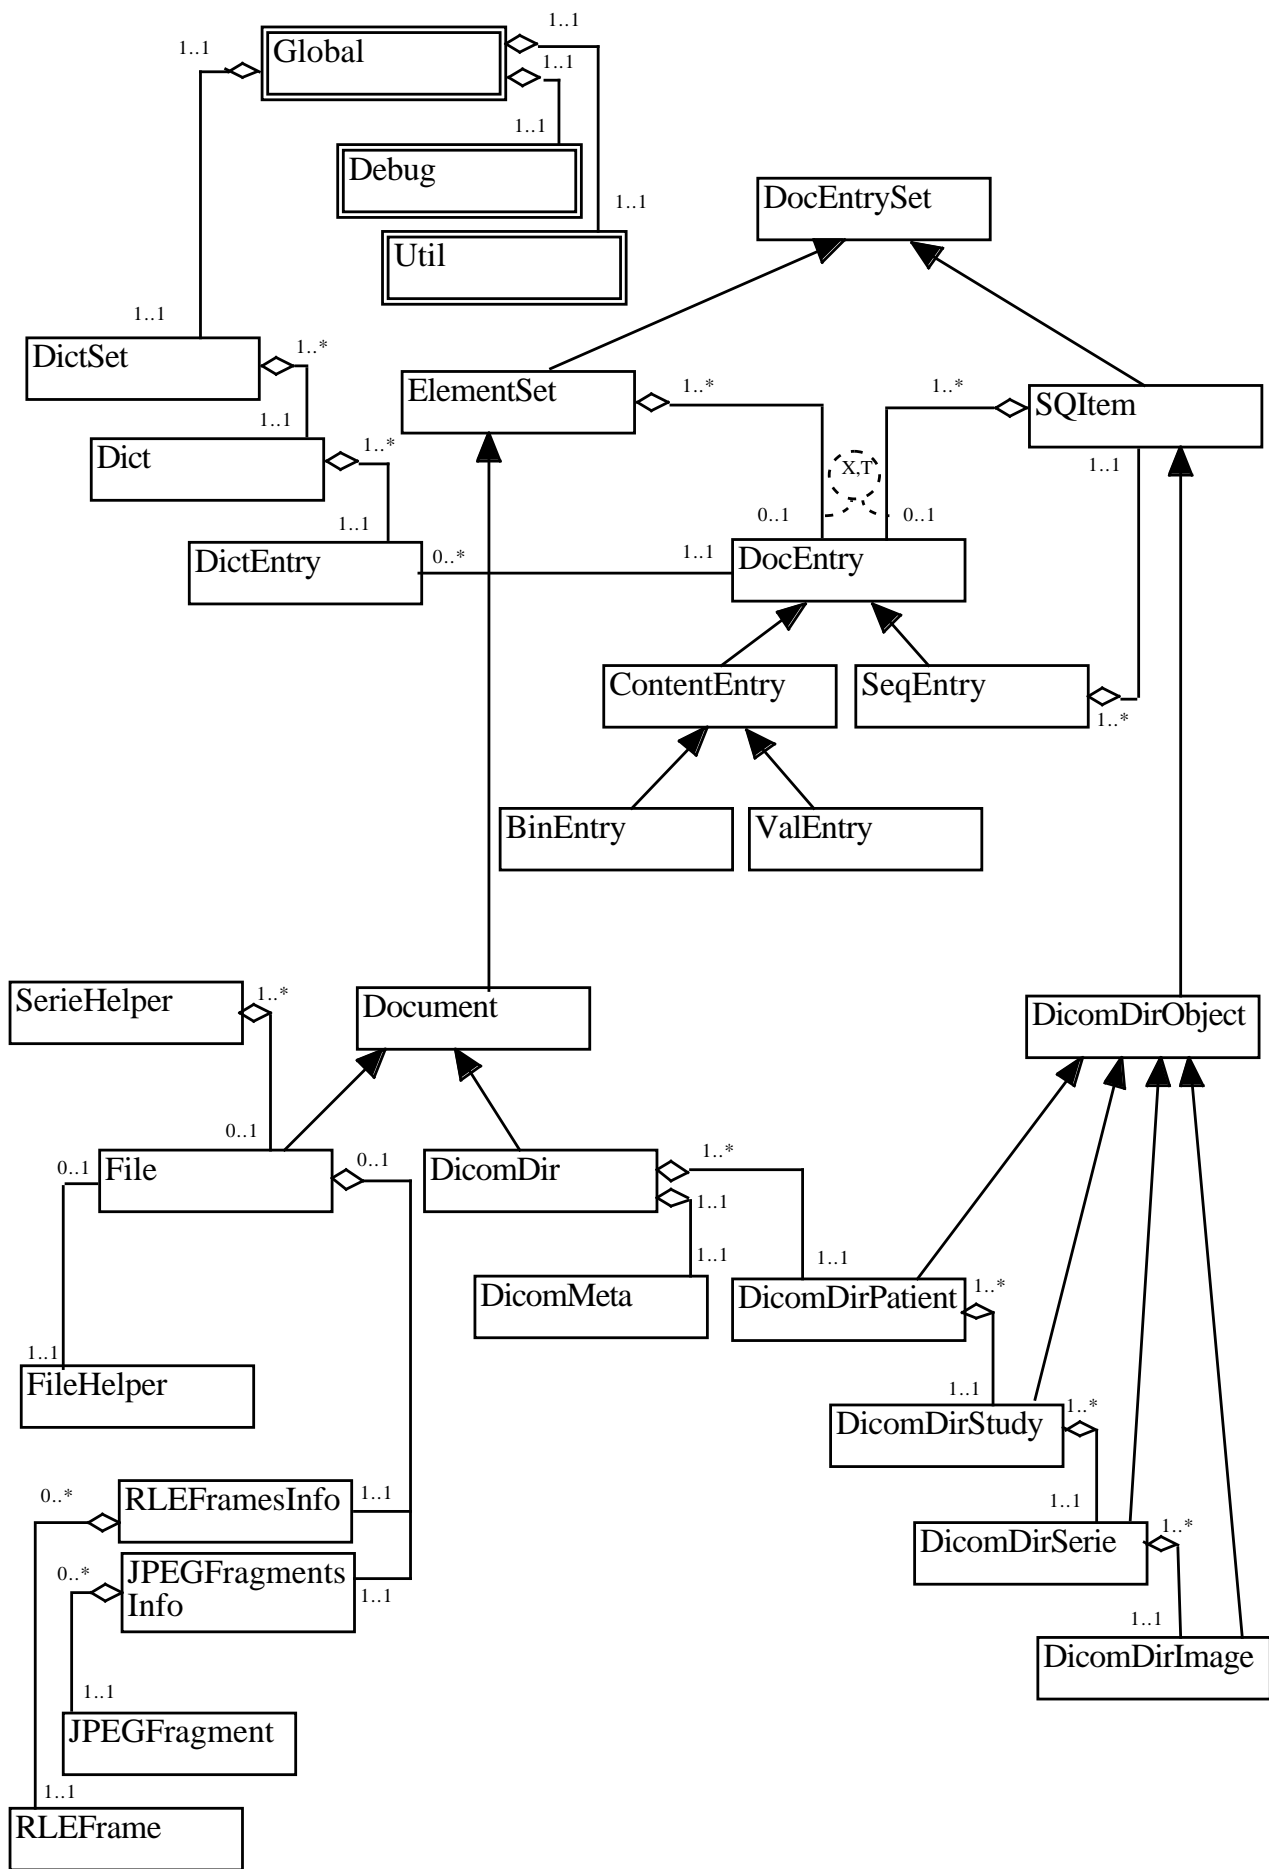 1..1
1..1
Global
1..1
1..1
Debug
DocEntrySet
1..1
Util
1..1
DictSet
1..*
ElementSet
1..*
1..*
SQItem
1..1
Dict
1..*
X,T
1..1
1..1
0..1
0..1
DictEntry
0..*
1..1
DocEntry
ContentEntry
SeqEntry
1..*
BinEntry
ValEntry
SerieHelper
1..*
Document
DicomDirObject
0..1
0..1
File
0..1
DicomDir
1..*
1..1
1..1
1..1
DicomMeta
DicomDirPatient
1..*
1..1
FileHelper
1..1
DicomDirStudy
1..*
RLEFramesInfo
0..*
1..1
1..1
DicomDirSerie
1..*
JPEGFragments
Info
0..*
1..1
1..1
DicomDirImage
1..1
JPEGFragment
1..1
RLEFrame